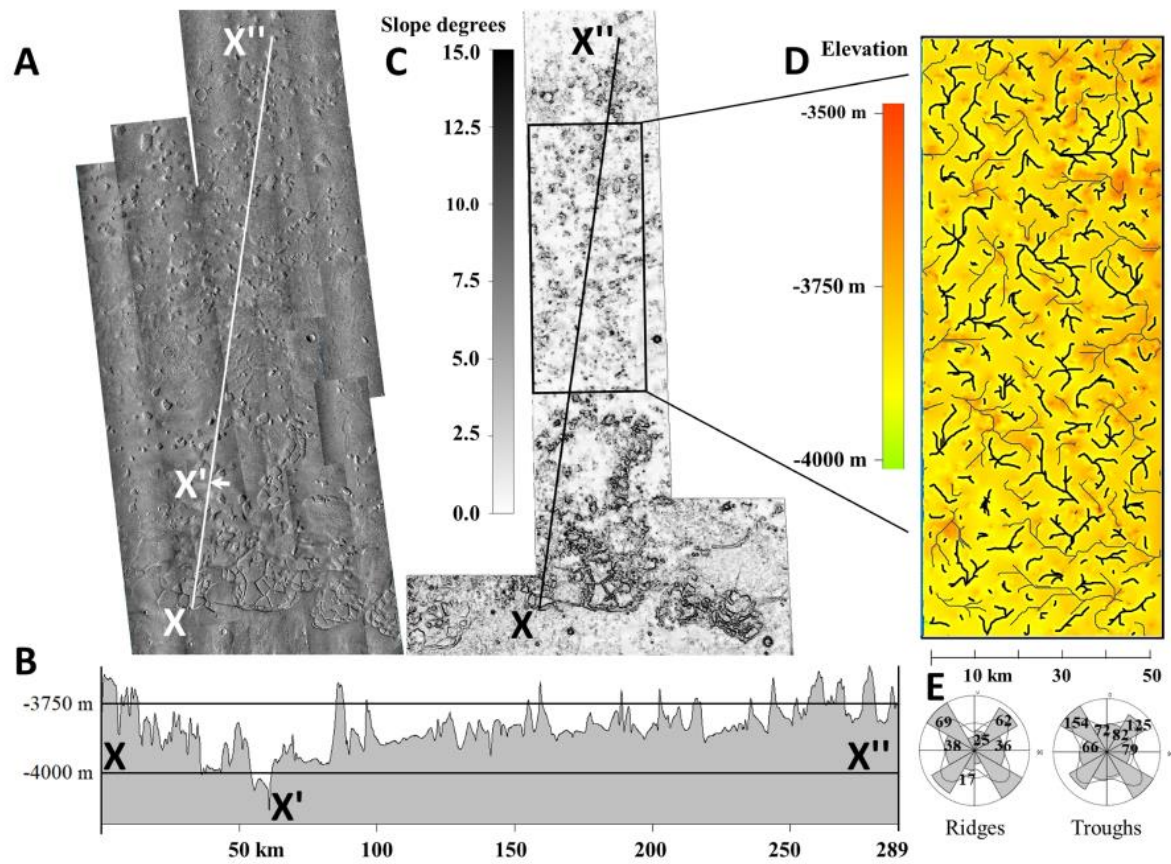 A
X''
X'
X
Slope degrees
15.0
12.5
10.0
7.5
5.0
2.5
0.0
C
X''
X
Elevation
-3500 m
-3750 m
-4000 m
D
10 km 30 50
B
-3750 m
-4000 m
X
X'
X''
50 km 100 150 200 250 289
E
69 62
38 25 36
17
Ridges
154 72 82 125
66 79
Troughs